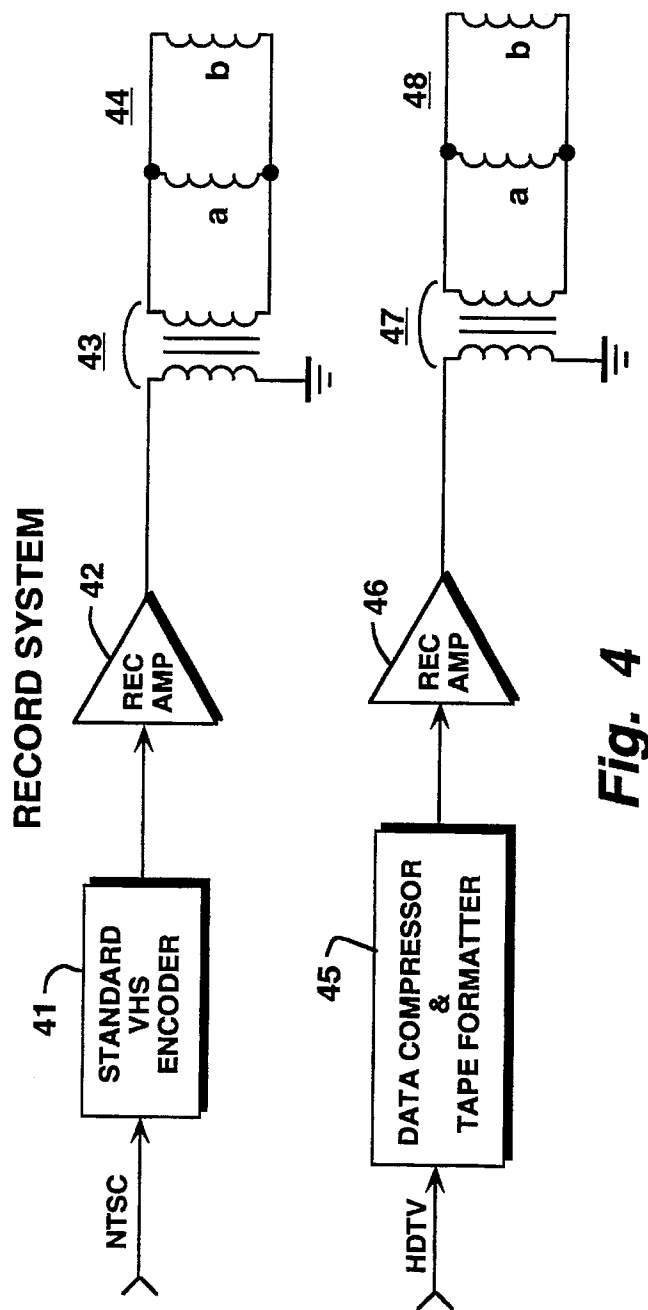 RECORD SYSTEM
NTSC
41
STANDARD
VHS
ENCODER
42
REC
AMP
43
44
a
b
HDTV
45
DATA COMPRESSOR
&
TAPE FORMATTER
46
REC
AMP
47
48
a
b
Fig. 4